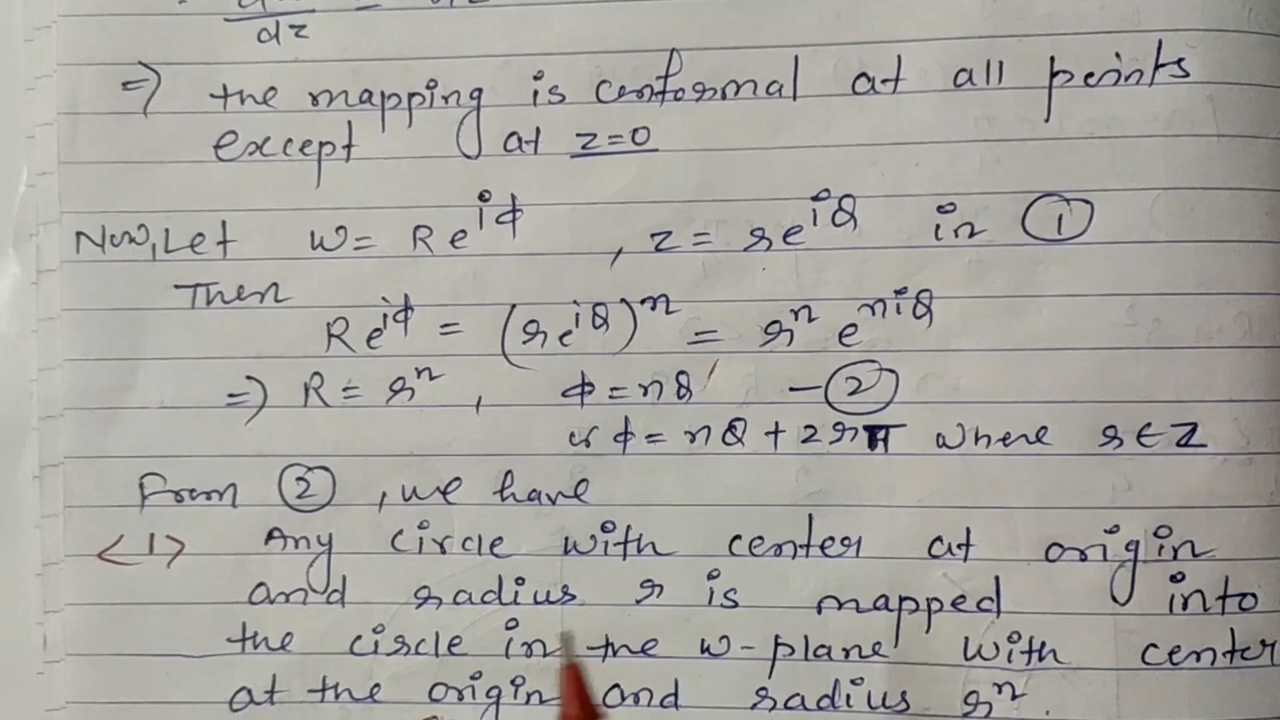 dz
=) the mapping is conformal at all points
except at z=0
Now, Let w= Re^{iϕ} , z= re^{iθ} in ①
Then
Re^{iϕ} = (re^{iθ})^n = r^n e^{niθ}
=) R = r^n , ϕ = nθ - ②
or ϕ = nθ + 2rπ where r ∈ Z
From ② , we have
<1> Any circle with center at origin
and radius r is mapped into
the circle in the w-plane with center
at the origin and radius r^n.